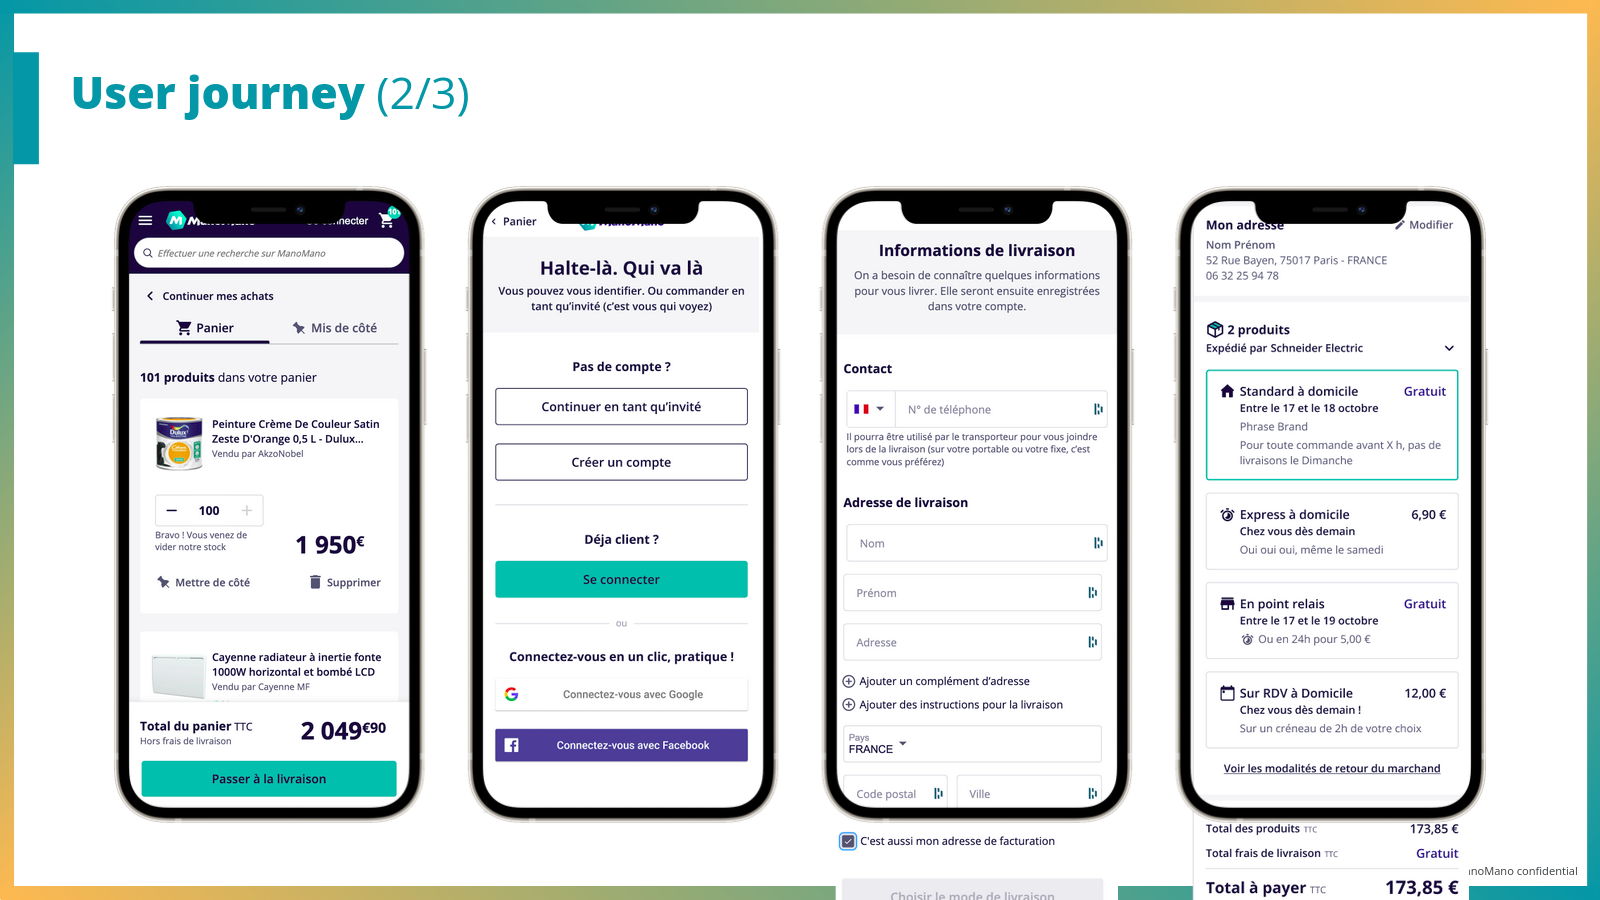 User journey (2/3)
Effectuer une recherche sur ManoMano
Continuer mes achats
Panier
Mis de côté
101 produits dans votre panier
Peinture Crème De Couleur Satin
Zeste D'Orange 0,5 L - Dulux...
Vendu par AkzoNobel
Dulux
100
Bravo ! Vous venez de
vider notre stock
1 950€
Mettre de côté
Supprimer
Cayenne radiateur à inertie fonte
1000W horizontal et bombé LCD
Vendu par Cayenne MF
Total du panier TTC
2 049€90
Hors frais de livraison
Passer à la livraison
Panier
Halte-là. Qui va là
Vous pouvez vous identifier. Ou commander en
tant qu'invité (c'est vous qui voyez)
Pas de compte ?
Continuer en tant qu'invité
Créer un compte
Déja client ?
Se connecter
ou
Connectez-vous en un clic, pratique !
Connectez-vous avec Google
Connectez-vous avec Facebook
Informations de livraison
On a besoin de connaître quelques informations
pour vous livrer. Elle seront ensuite enregistrées
dans votre compte.
Contact
N° de téléphone
Il pourra être utilisé par le transporteur pour vous joindre
lors de la livraison (sur votre portable ou votre fixe, c'est
comme vous préférez)
Adresse de livraison
Nom
Prénom
Adresse
Ajouter un complément d'adresse
Ajouter des instructions pour la livraison
Pays
FRANCE
Code postal
Ville
C'est aussi mon adresse de facturation
Choisir le mode de livraison
Mon adresse
Modifier
Nom Prénom
52 Rue Bayen, 75017 Paris - FRANCE
06 32 25 94 78
2 produits
Expédié par Schneider Electric
Standard à domicile
Gratuit
Entre le 17 et le 18 octobre
Phrase Brand
Pour toute commande avant X h, pas de
livraisons le Dimanche
Express à domicile
6,90 €
Chez vous dès demain
Oui oui oui, même le samedi
En point relais
Gratuit
Entre le 17 et le 19 octobre
Ou en 24h pour 5,00 €
Sur RDV à Domicile
12,00 €
Chez vous dès demain !
Sur un créneau de 2h de votre choix
Voir les modalités de retour du marchand
Total des produits TTC
173,85 €
Total frais de livraison TTC
Gratuit
Total à payer TTC
173,85 €
confidential